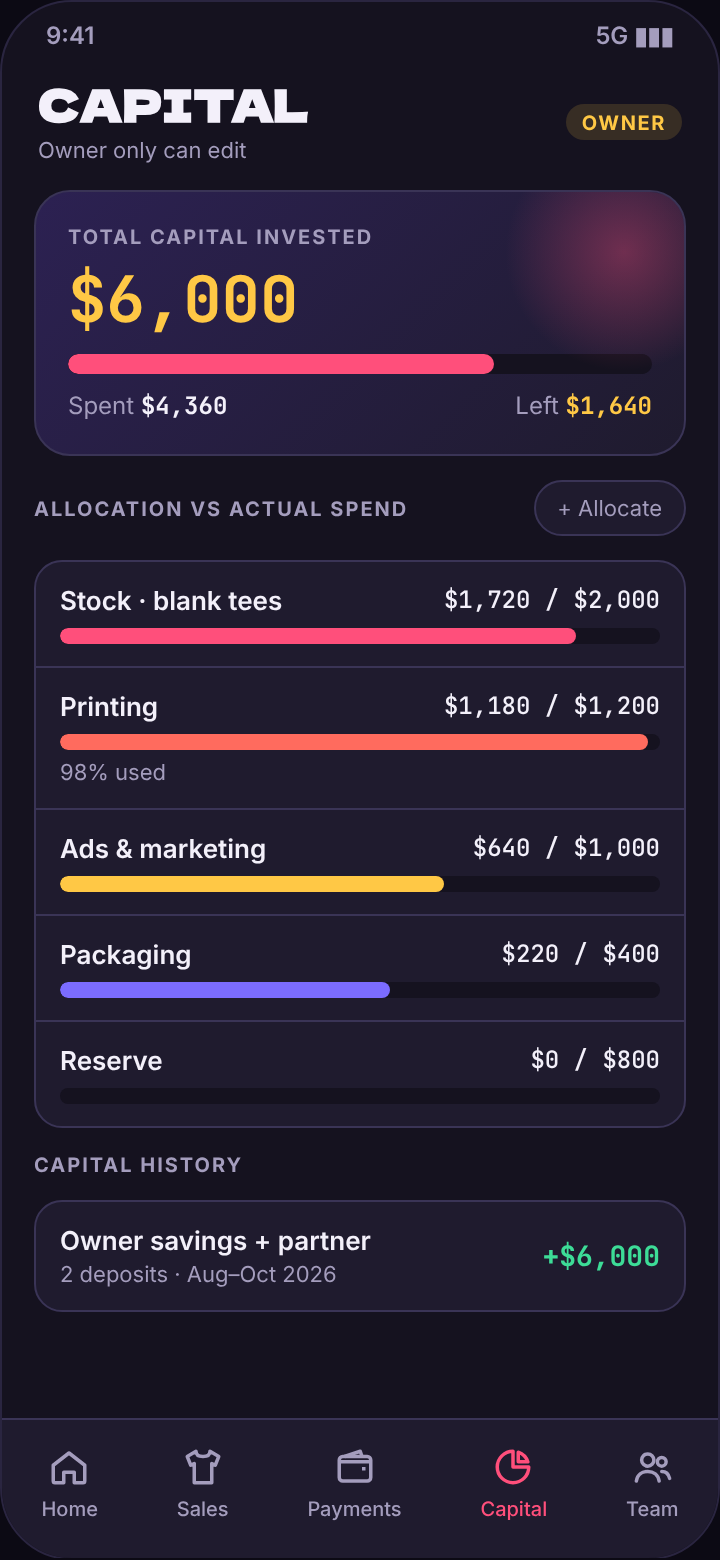 9:41
5G
CAPITAL
Owner only can edit
OWNER
TOTAL CAPITAL INVESTED
$6,000
Spent $4,360
Left $1,640
ALLOCATION VS ACTUAL SPEND
+ Allocate
Stock · blank tees
$1,720 / $2,000
Printing
$1,180 / $1,200
98% used
Ads & marketing
$640 / $1,000
Packaging
$220 / $400
Reserve
$0 / $800
CAPITAL HISTORY
Owner savings + partner
2 deposits · Aug–Oct 2026
+$6,000
Home
Sales
Payments
Capital
Team